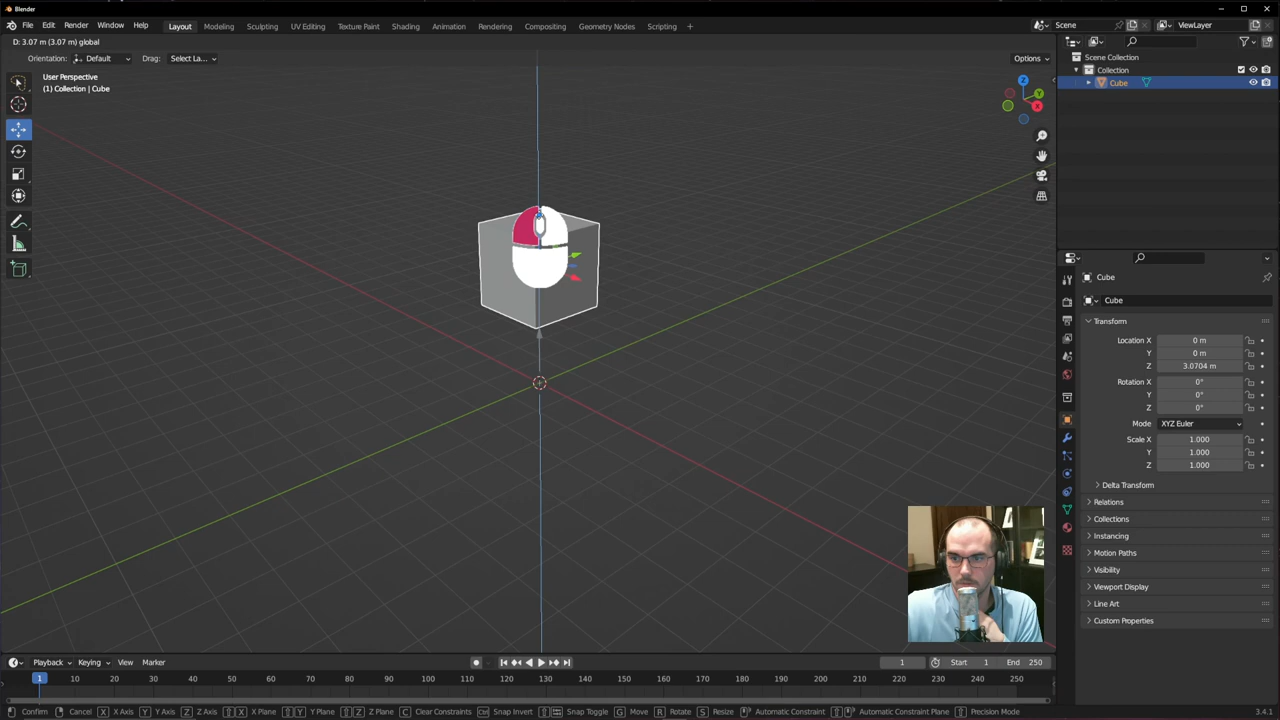 Blender
File Edit Render Window Help Layout Modeling Sculpting UV Editing Texture Paint Shading Animation Rendering Compositing Geometry Nodes Scripting + Scene ViewLayer
D: 3.07 m (3.07 m) global
Orientation: Default Drag: Select La... Options
User Perspective
(1) Collection | Cube
Z
Y
X
Scene Collection
Collection
Cube
Cube
Cube
Transform
Location X 0 m
Y 0 m
Z 3.0704 m
Rotation X 0°
Y 0°
Z 0°
Mode XYZ Euler
Scale X 1.000
Y 1.000
Z 1.000
Delta Transform
Relations
Collections
Instancing
Motion Paths
Visibility
Viewport Display
Line Art
Custom Properties
Playback Keying View Marker 1 Start 1 End 250
1 10 20 30 40 50 60 70 80 90 100 110 120 130 140 150 160 170 180 190 200 210 220 230 240 250
Confirm Cancel X X Axis Y Y Axis Z Z Axis X X Plane Y Y Plane Z Z Plane C Clear Constraints Ctrl Snap Invert Snap Toggle G Move R Rotate S Resize Automatic Constraint Automatic Constraint Plane Precision Mode 3.4.1